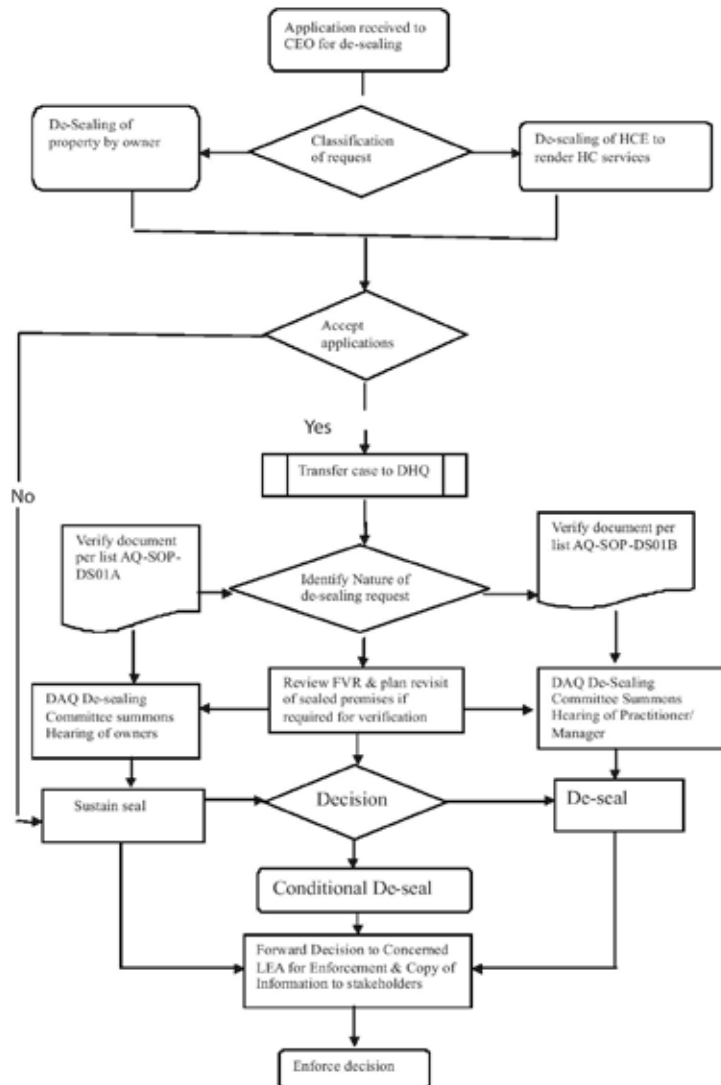 Application received to
CEO for de-sealing
De-Sealing of
property by owner
Classification
of request
De-sealing of HCE to
render HC services
Accept
applications
Yes
No
Transfer case to DHQ
Verify document
per list AQ-SOP-
DS01A
Identify Nature of
de-sealing request
Verify document per
list AQ-SOP-DS01B
DAQ De-sealing
Committee summons
Hearing of owners
Review FVR & plan revisit
of sealed premises if
required for verification
DAQ De-Sealing
Committee Summons
Hearing of Practitioner/
Manager
Sustain seal
Decision
De-seal
Conditional De-seal
Forward Decision to Concerned
LEA for Enforcement & Copy of
Information to stakeholders
Enforce decision